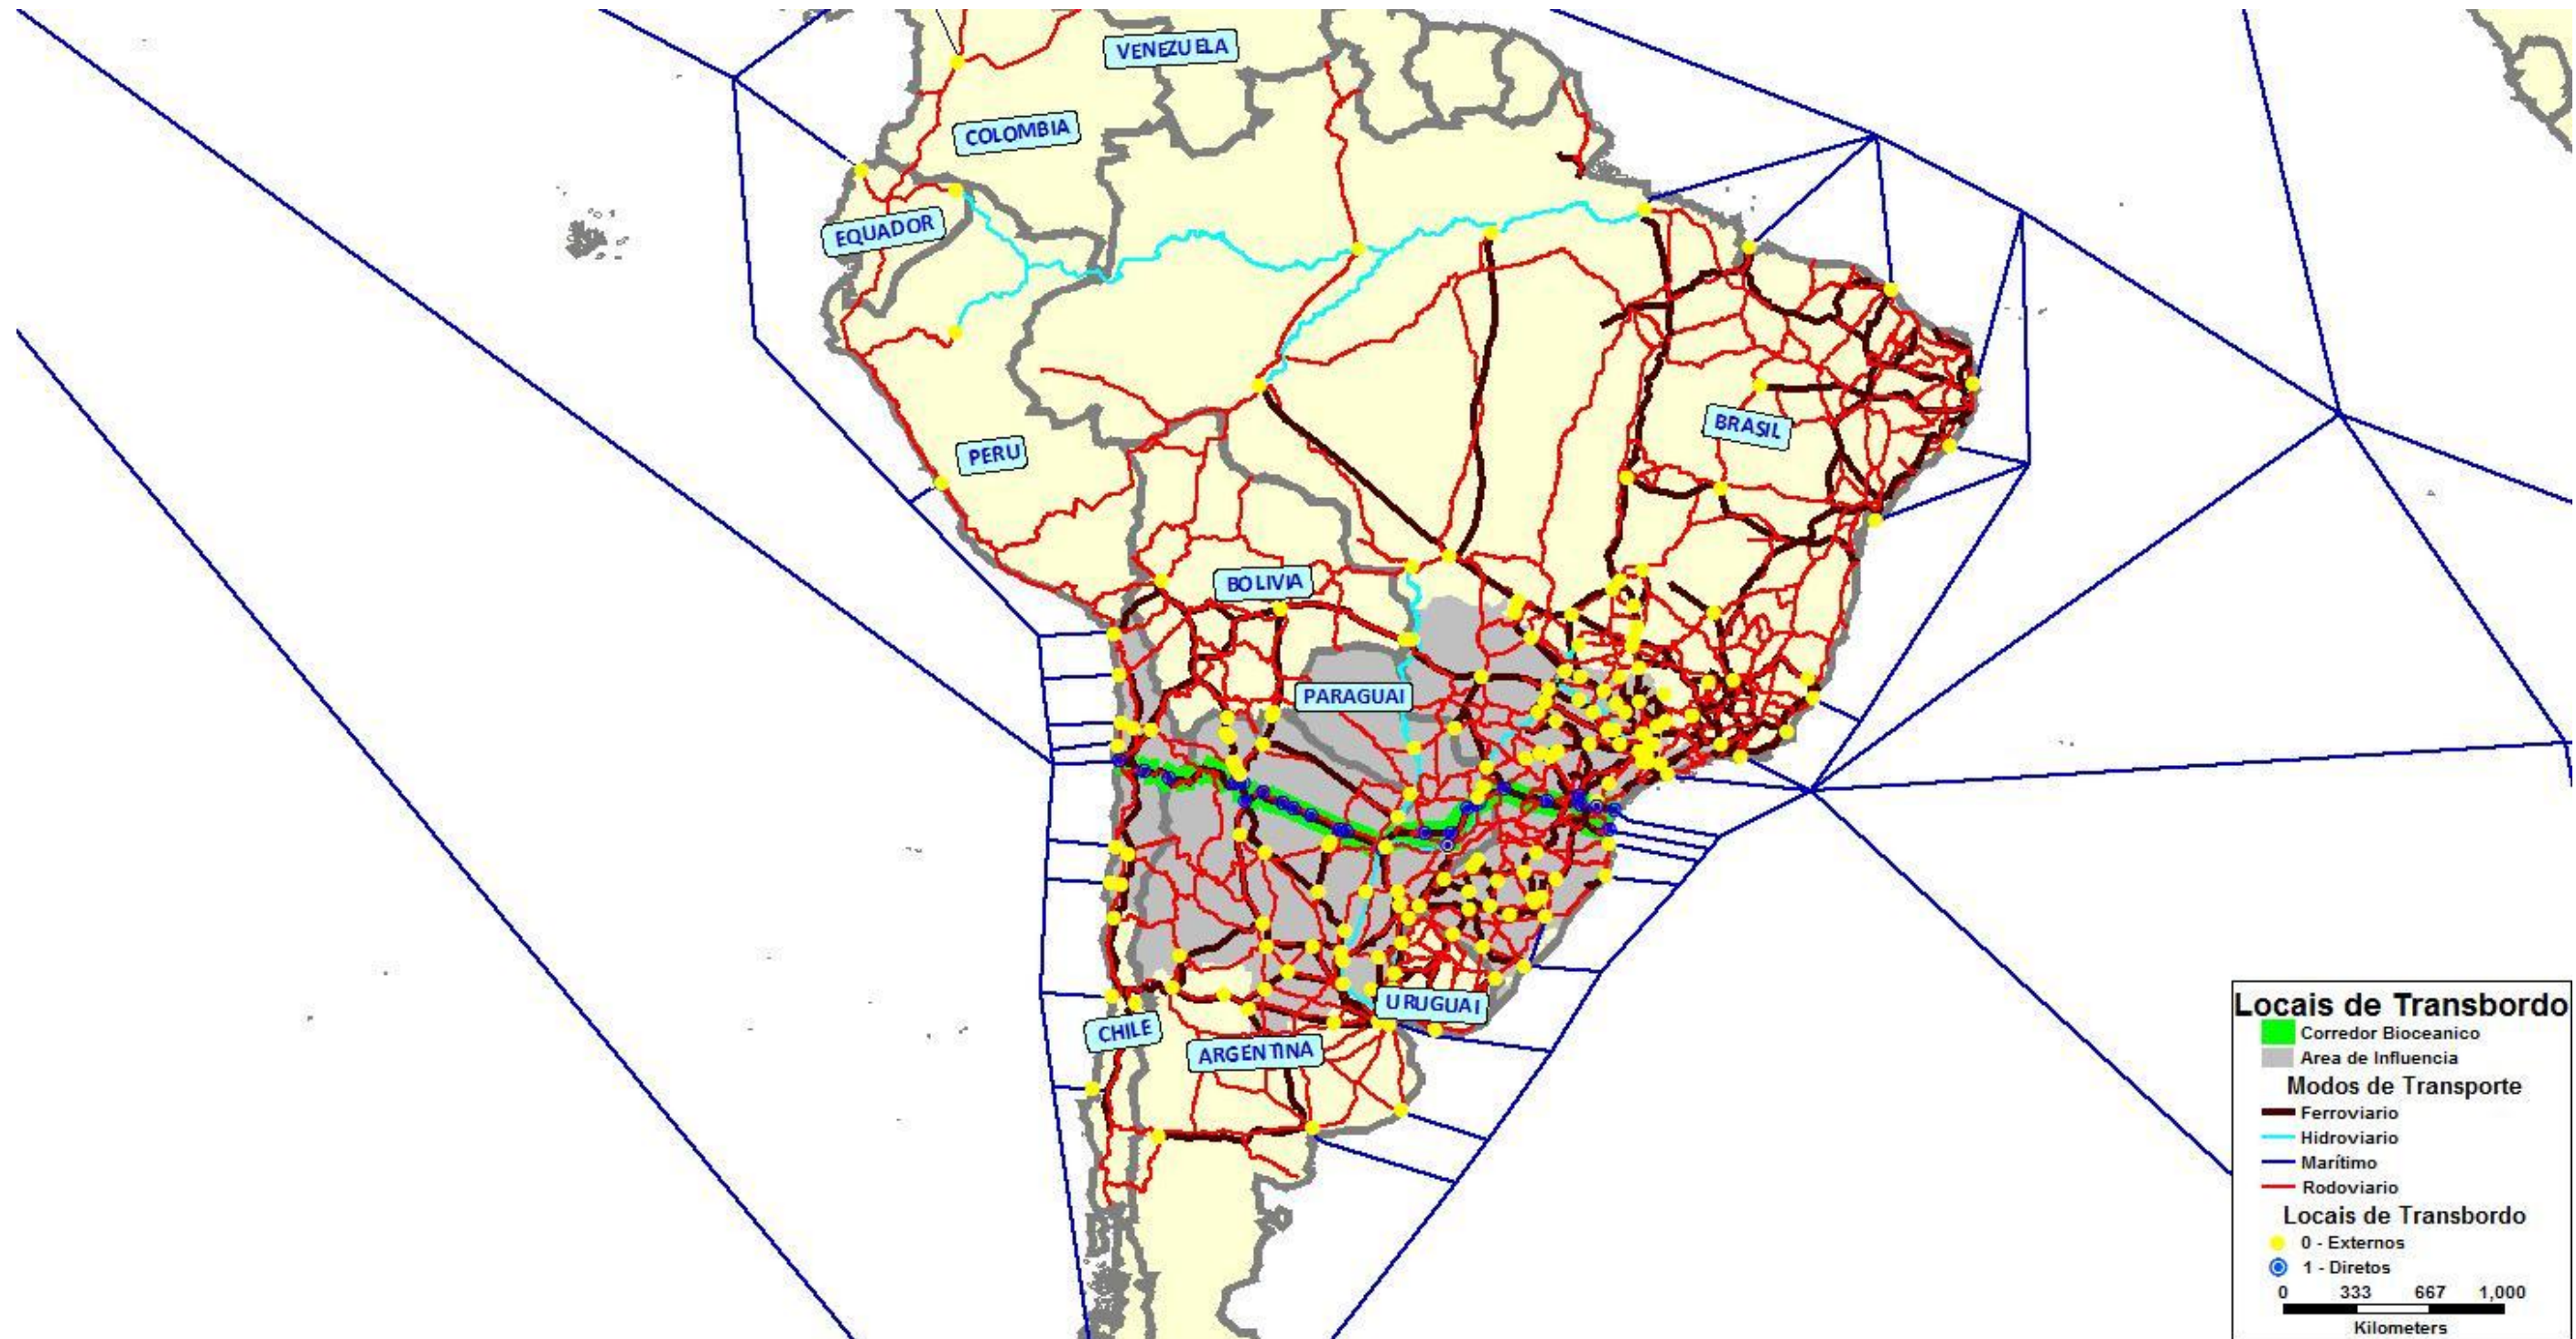 VENEZUELA
COLOMBIA
EQUADOR
PERU
BRASIL
BOLIVIA
PARAGUAI
URUGUAI
CHILE
ARGENTINA
Locais de Transbordo
Corredor Bioceanico
Area de Influencia
Modos de Transporte
Ferroviario
Hidroviario
Marítimo
Rodoviario
Locais de Transbordo
0 - Externos
1 - Diretos
0 333 667 1,000
Kilometers